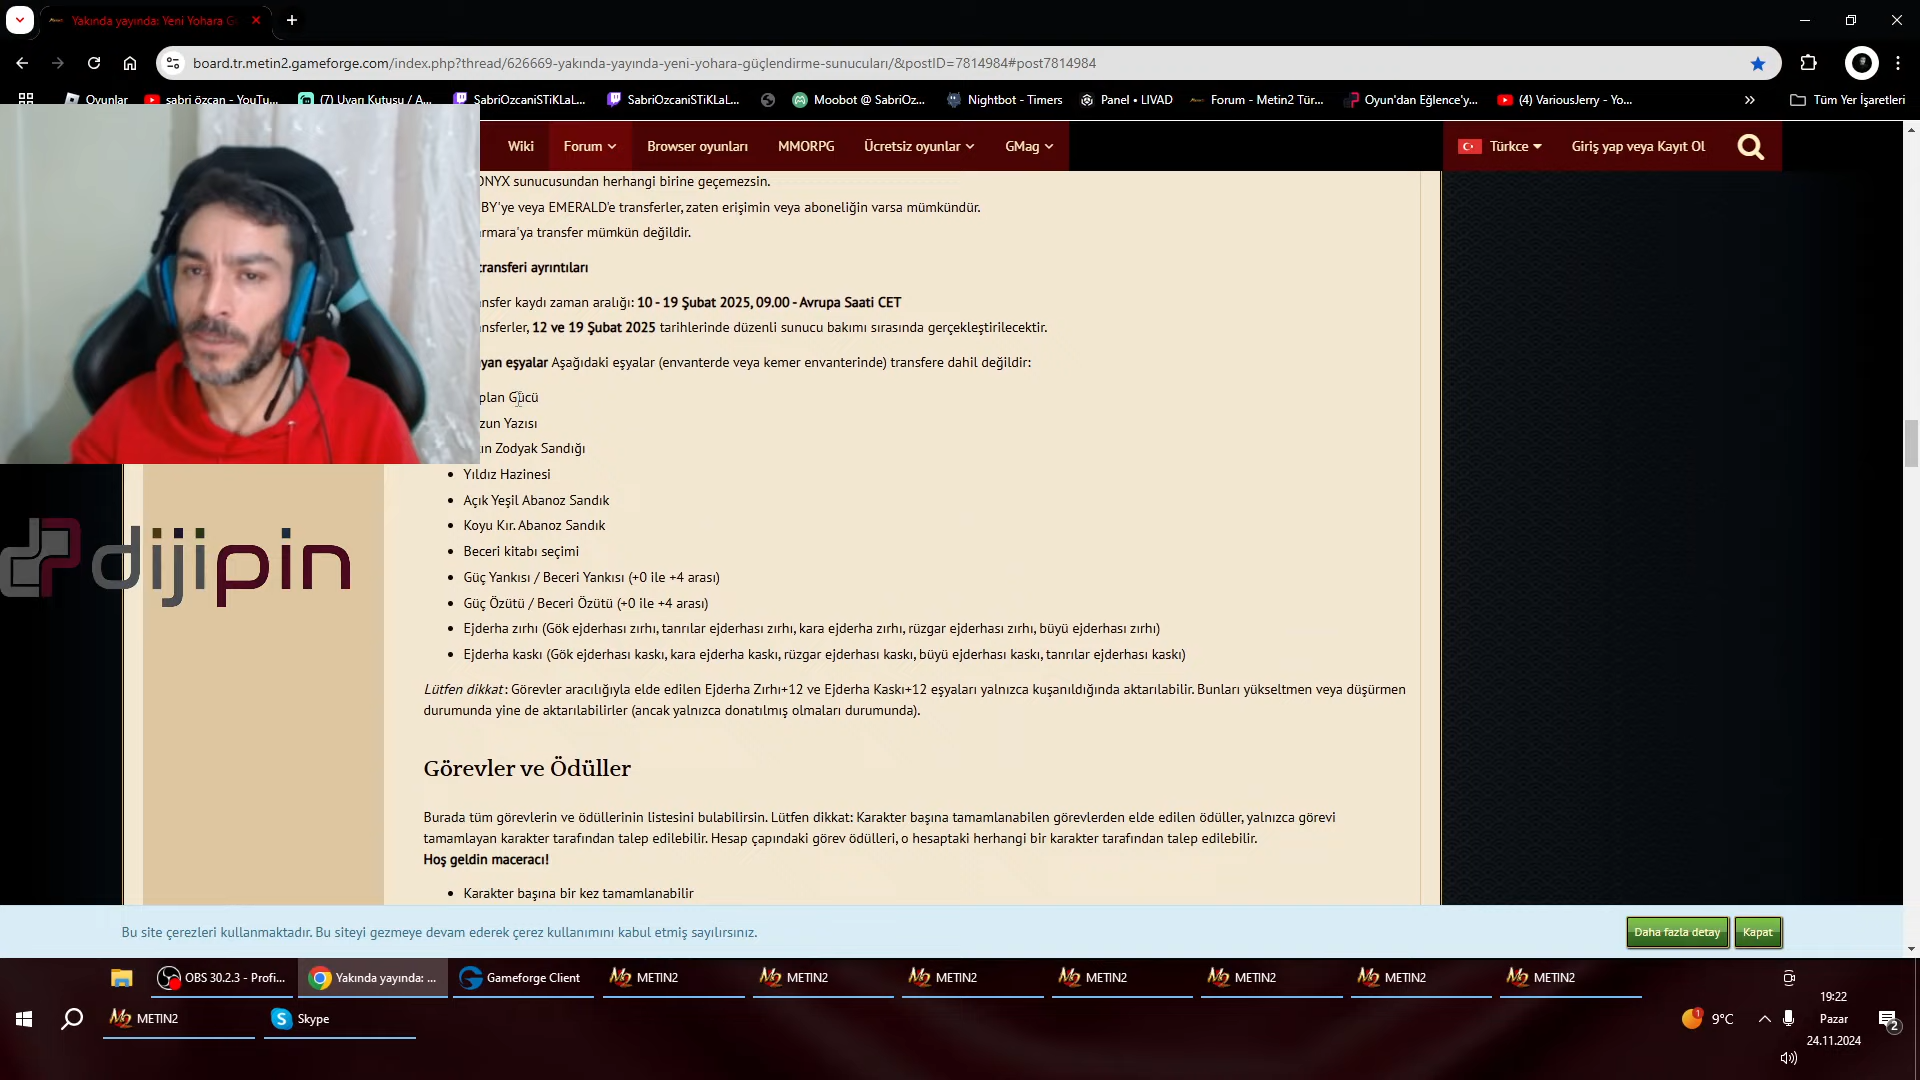 Yakında yayında: Yeni Yohara G
board.tr.metin2.gameforge.com/index.php?thread/626669-yakında-yayında-yeni-yohara-güçlendirme-sunucuları/&postID=7814984#post7814984
Oyunlar
sabri özcan - YouTu...
(7) Uyarı Kutusu / A...
SabriOzcaniSTiKLaL...
SabriOzcaniSTiKLaL...
Moobot @ SabriOz...
Nightbot - Timers
Panel • LIVAD
Forum - Metin2 Tür...
Oyun'dan Eğlence'y...
(4) VariousJerry - Yo...
»
Tüm Yer İşaretleri
Wiki
Forum
Browser oyunları
MMORPG
Ücretsiz oyunlar
GMag
Türkçe
Giriş yap veya Kayıt Ol
ONYX sunucusundan herhangi birine geçemezsin.
BY'ye veya EMERALD'e transferler, zaten erişimin veya aboneliğin varsa mümkündür.
armara'ya transfer mümkün değildir.
transferi ayrıntıları
nsfer kaydı zaman aralığı: 10 - 19 Şubat 2025, 09.00 - Avrupa Saati CET
nsferler, 12 ve 19 Şubat 2025 tarihlerinde düzenli sunucu bakımı sırasında gerçekleştirilecektir.
yan eşyalar Aşağıdaki eşyalar (envanterde veya kemer envanterinde) transfere dahil değildir:
plan Gücü
zun Yazısı
ın Zodyak Sandığı
• Yıldız Hazinesi
• Açık Yeşil Abanoz Sandık
• Koyu Kır. Abanoz Sandık
• Beceri kitabı seçimi
• Güç Yankısı / Beceri Yankısı (+0 ile +4 arası)
• Güç Özütü / Beceri Özütü (+0 ile +4 arası)
• Ejderha zırhı (Gök ejderhası zırhı, tanrılar ejderhası zırhı, kara ejderha zırhı, rüzgar ejderhası zırhı, büyü ejderhası zırhı)
• Ejderha kaskı (Gök ejderhası kaskı, kara ejderha kaskı, rüzgar ejderhası kaskı, büyü ejderhası kaskı, tanrılar ejderhası kaskı)
dijipin
Lütfen dikkat: Görevler aracılığıyla elde edilen Ejderha Zırhı+12 ve Ejderha Kaskı+12 eşyaları yalnızca kuşanıldığında aktarılabilir. Bunları yükseltmen veya düşürmen
durumunda yine de aktarılabilirler (ancak yalnızca donatılmış olmaları durumunda).
Görevler ve Ödüller
Burada tüm görevlerin ve ödüllerinin listesini bulabilirsin. Lütfen dikkat: Karakter başına tamamlanabilen görevlerden elde edilen ödüller, yalnızca görevi
tamamlayan karakter tarafından talep edilebilir. Hesap çapındaki görev ödülleri, o hesaptaki herhangi bir karakter tarafından talep edilebilir.
Hoş geldin maceracı!
• Karakter başına bir kez tamamlanabilir
Bu site çerezleri kullanmaktadır. Bu siteyi gezmeye devam ederek çerez kullanımını kabul etmiş sayılırsınız.
Daha fazla detay
Kapat
OBS 30.2.3 - Profi...
Yakında yayında: ...
Gameforge Client
METIN2
METIN2
METIN2
METIN2
METIN2
METIN2
METIN2
METIN2
Skype
1
9°C
19:22
Pazar
24.11.2024
2